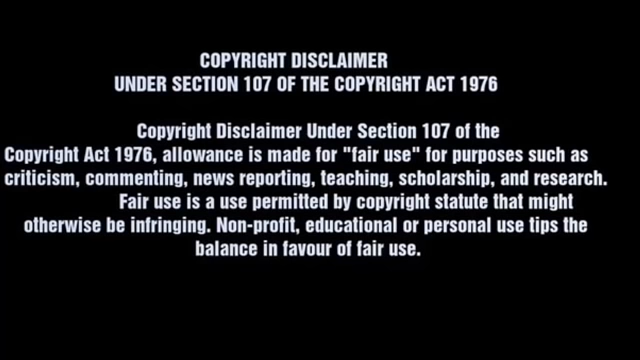 COPYRIGHT DISCLAIMER
UNDER SECTION 107 OF THE COPYRIGHT ACT 1976
Copyright Disclaimer Under Section 107 of the
Copyright Act 1976, allowance is made for "fair use" for purposes such as
criticism, commenting, news reporting, teaching, scholarship, and research.
Fair use is a use permitted by copyright statute that might
otherwise be infringing. Non-profit, educational or personal use tips the
balance in favour of fair use.